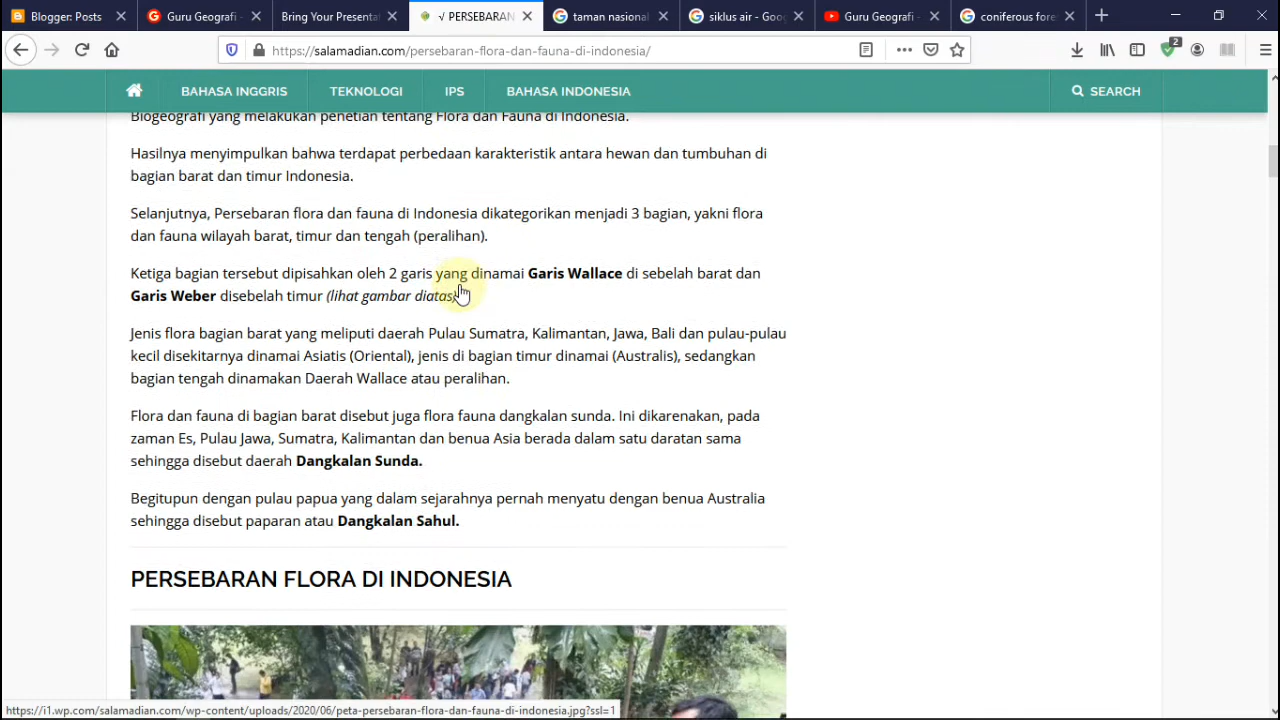 Blogger: Posts
Guru Geografi -
Bring Your Presenta
√ PERSEBARAN
taman nasional
siklus air - Goo
Guru Geografi -
coniferous fore
https://salamadian.com/persebaran-flora-dan-fauna-di-indonesia/
2
BAHASA INGGRIS
TEKNOLOGI
IPS
BAHASA INDONESIA
SEARCH
Biogeografi yang melakukan penetian tentang Flora dan Fauna di Indonesia.
Hasilnya menyimpulkan bahwa terdapat perbedaan karakteristik antara hewan dan tumbuhan di
bagian barat dan timur Indonesia.
Selanjutnya, Persebaran flora dan fauna di Indonesia dikategorikan menjadi 3 bagian, yakni flora
dan fauna wilayah barat, timur dan tengah (peralihan).
Ketiga bagian tersebut dipisahkan oleh 2 garis yang dinamai Garis Wallace di sebelah barat dan
Garis Weber disebelah timur (lihat gambar diatas)
Jenis flora bagian barat yang meliputi daerah Pulau Sumatra, Kalimantan, Jawa, Bali dan pulau-pulau
kecil disekitarnya dinamai Asiatis (Oriental), jenis di bagian timur dinamai (Australis), sedangkan
bagian tengah dinamakan Daerah Wallace atau peralihan.
Flora dan fauna di bagian barat disebut juga flora fauna dangkalan sunda. Ini dikarenakan, pada
zaman Es, Pulau Jawa, Sumatra, Kalimantan dan benua Asia berada dalam satu daratan sama
sehingga disebut daerah Dangkalan Sunda.
Begitupun dengan pulau papua yang dalam sejarahnya pernah menyatu dengan benua Australia
sehingga disebut paparan atau Dangkalan Sahul.
PERSEBARAN FLORA DI INDONESIA
https://i1.wp.com/salamadian.com/wp-content/uploads/2020/06/peta-persebaran-flora-dan-fauna-di-indonesia.jpg?ssl=1